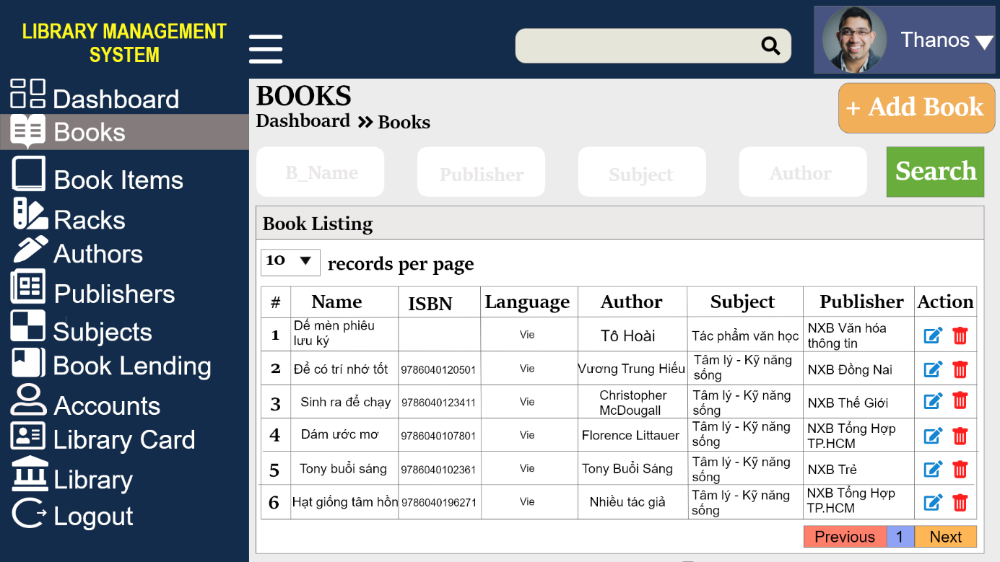 LIBRARY MANAGEMENT
SYSTEM
Thanos
Dashboard
Books
Book Items
Racks
Authors
Publishers
Subjects
Book Lending
Accounts
Library Card
Library
Logout
BOOKS
Dashboard » Books
+ Add Book
B_Name Publisher Subject Author Search
Book Listing
10 records per page
# Name ISBN Language Author Subject Publisher Action
1 Dế mèn phiêu lưu ký Vie Tô Hoài Tác phẩm văn học NXB Văn hóa thông tin
2 Để có trí nhớ tốt 9786040120501 Vie Vương Trung Hiếu Tâm lý - Kỹ năng sống NXB Đồng Nai
3 Sinh ra để chạy 9786040123411 Vie Christopher McDougall Tâm lý - Kỹ năng sống NXB Thế Giới
4 Dám ước mơ 9786040107801 Vie Florence Littauer Tâm lý - Kỹ năng sống NXB Tổng Hợp TP.HCM
5 Tony buổi sáng 9786040102361 Vie Tony Buổi Sáng Tâm lý - Kỹ năng sống NXB Trẻ
6 Hạt giống tâm hồn 9786040196271 Vie Nhiều tác giả Tâm lý - Kỹ năng sống NXB Tổng Hợp TP.HCM
Previous 1 Next